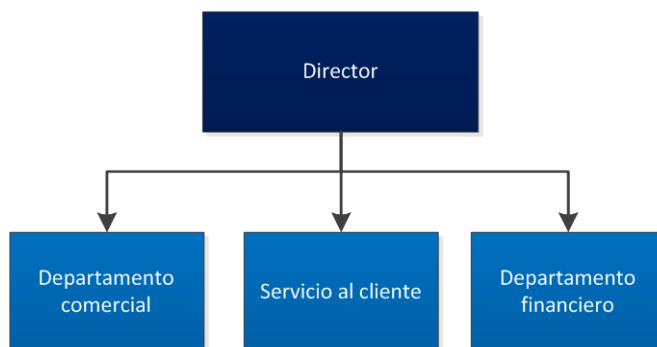 Director
Departamento
comercial
Servicio al cliente
Departamento
financiero